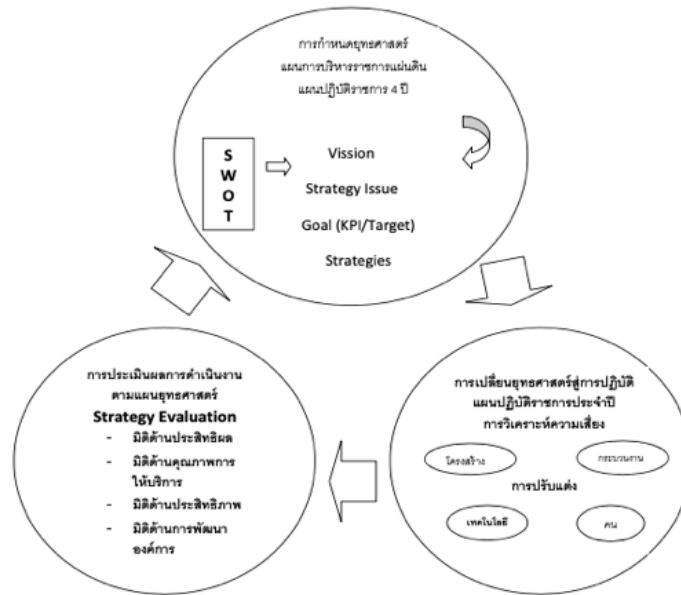 การกำหนดยุทธศาสตร์
แผนการบริหารราชการแผ่นดิน
แผนปฏิบัติราชการ 4 ปี
S
W
O
T
Vission
Strategy Issue
Goal (KPI/Target)
Strategies
การประเมินผลการดำเนินงาน
ตามแผนยุทธศาสตร์
Strategy Evaluation
- มิติด้านประสิทธิผล
- มิติด้านคุณภาพการ
ให้บริการ
- มิติด้านประสิทธิภาพ
- มิติด้านการพัฒนา
องค์การ
การเปลี่ยนยุทธศาสตร์สู่การปฏิบัติ
แผนปฏิบัติราชการประจำปี
การวิเคราะห์ความเสี่ยง
โครงสร้าง
กระบวนงาน
การปรับแต่ง
เทคโนโลยี
คน